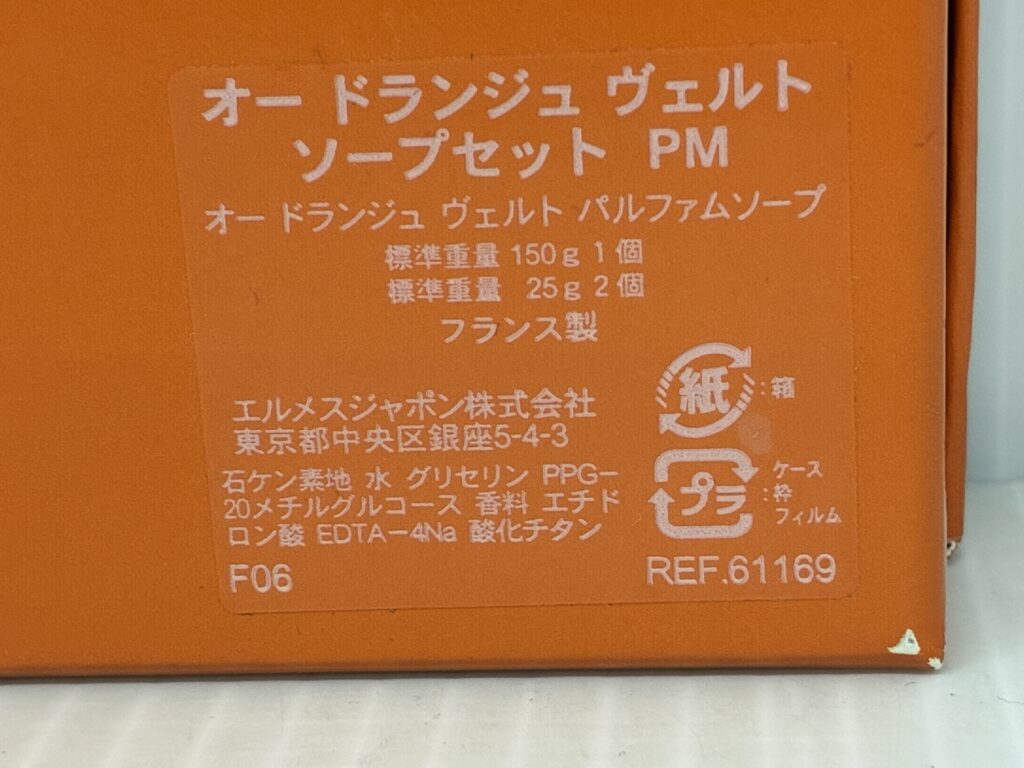 オー ドランジュ ヴェルト
ソープセット PM
オー ドランジュ ヴェルト パルファムソープ
標準重量 150g 1個
標準重量 25g 2個
フランス製
紙 : 箱
エルメスジャポン株式会社
東京都中央区銀座5-4-3
プラ : ケース
枠
フィルム
石ケン素地 水 グリセリン PPG-
20メチルグルコース 香料 エチド
ロン酸 EDTA-4Na 酸化チタン
F06
REF.61169